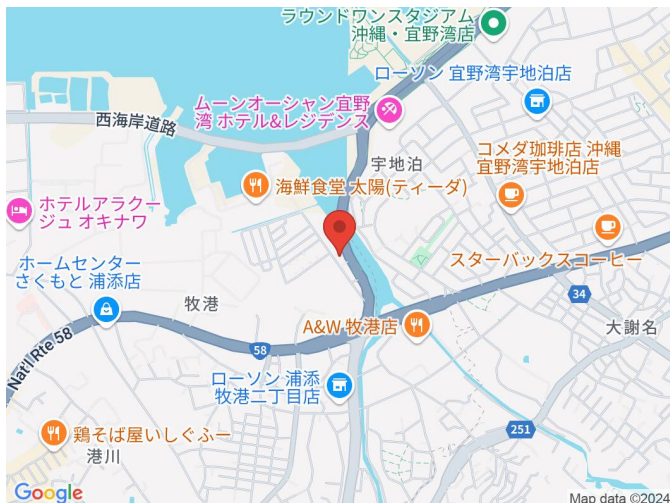 ラウンドワンスタジアム
沖縄・宜野湾店
ローソン 宜野湾宇地泊店
ムーンオーシャン宜野
湾 ホテル&レジデンス
西海岸道路
宇地泊
コメダ珈琲店 沖縄
宜野湾宇地泊店
海鮮食堂 太陽(ティーダ)
ホテルアラクー
ジュ オキナワ
スターバックスコーヒー
ホームセンター
さくもと 浦添店
牧港
34
A&W 牧港店
大謝名
Nat'l Rte 58
58
ローソン 浦添
牧港二丁目店
251
鶏そば屋いしぐふー
港川
Google
Map data ©2024